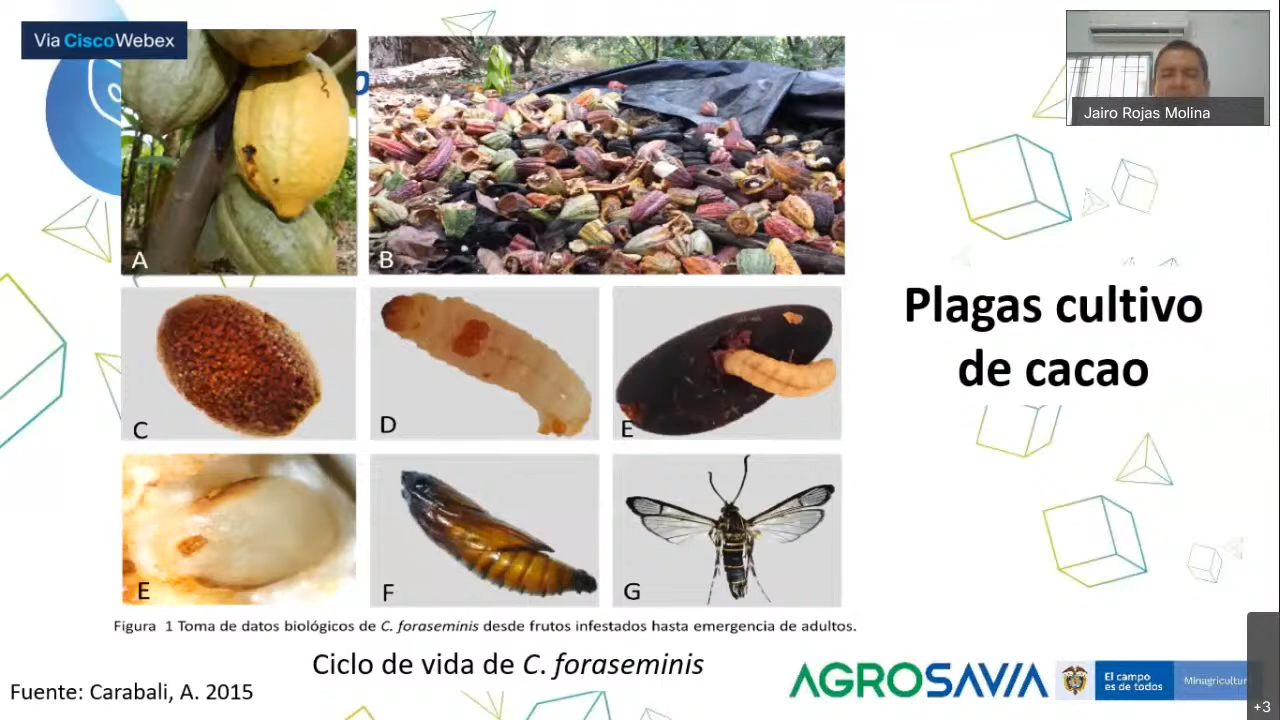 Via CiscoWebex
Jairo Rojas Molina
A
B
Plagas cultivo
de cacao
C
D
E
E
F
G
Figura 1 Toma de datos biológicos de C. foraseminis desde frutos infestados hasta emergencia de adultos.
Ciclo de vida de C. foraseminis
Fuente: Carabali, A. 2015
AGROSAVIA
El campo
es de todos
Minagricultur
+3